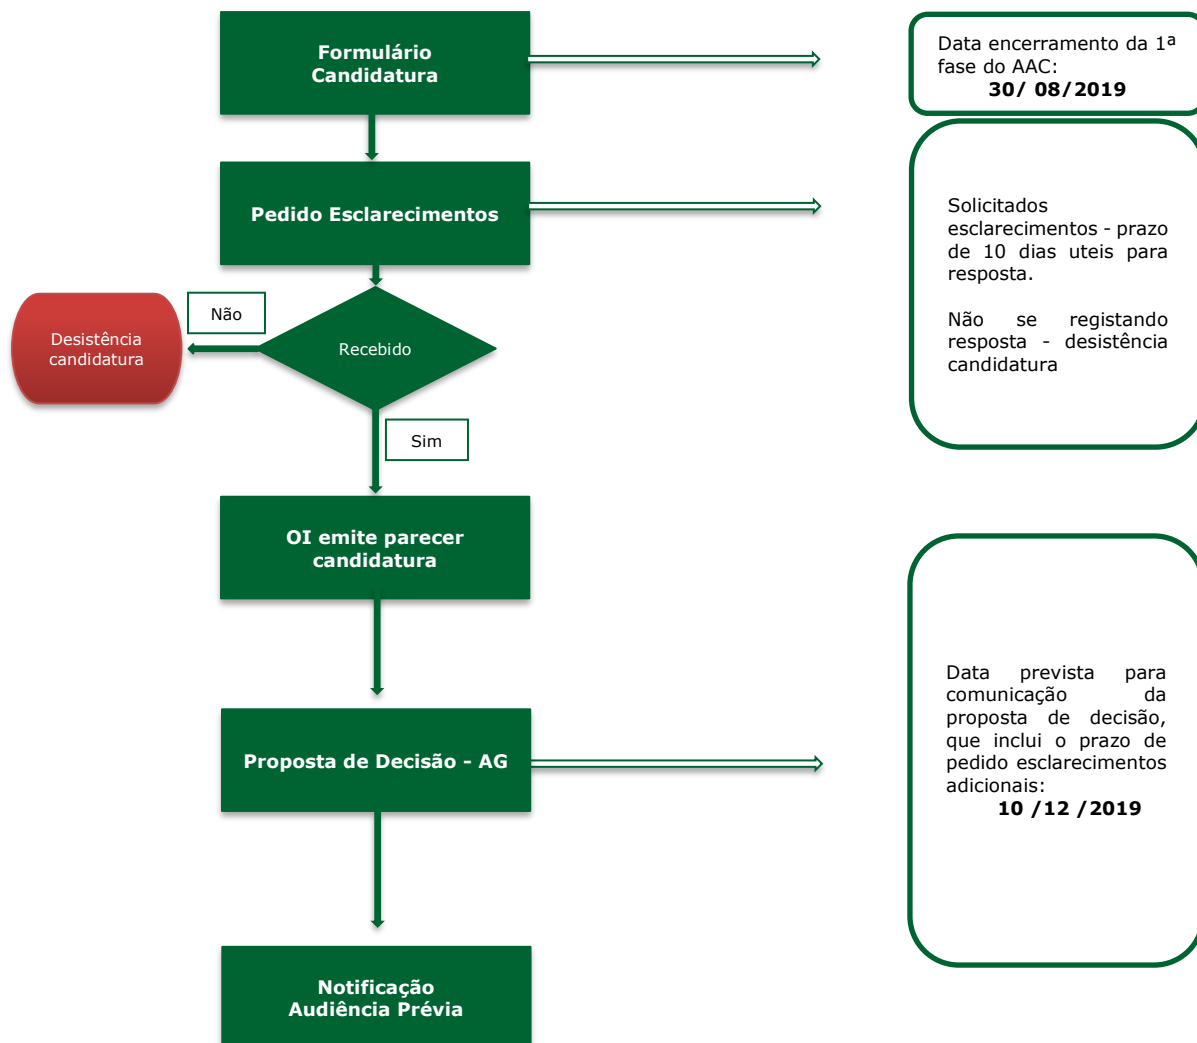 Formulário
Candidatura
Data encerramento da 1ª
fase do AAC:
30/ 08/2019
Pedido Esclarecimentos
Solicitados
esclarecimentos - prazo
de 10 dias uteis para
resposta.
Não se registando
resposta - desistência
candidatura
Não
Desistência
candidatura
Recebido
Sim
OI emite parecer
candidatura
Proposta de Decisão - AG
Data prevista para
comunicação da
proposta de decisão,
que inclui o prazo de
pedido esclarecimentos
adicionais:
10 /12 /2019
Notificação
Audiência Prévia